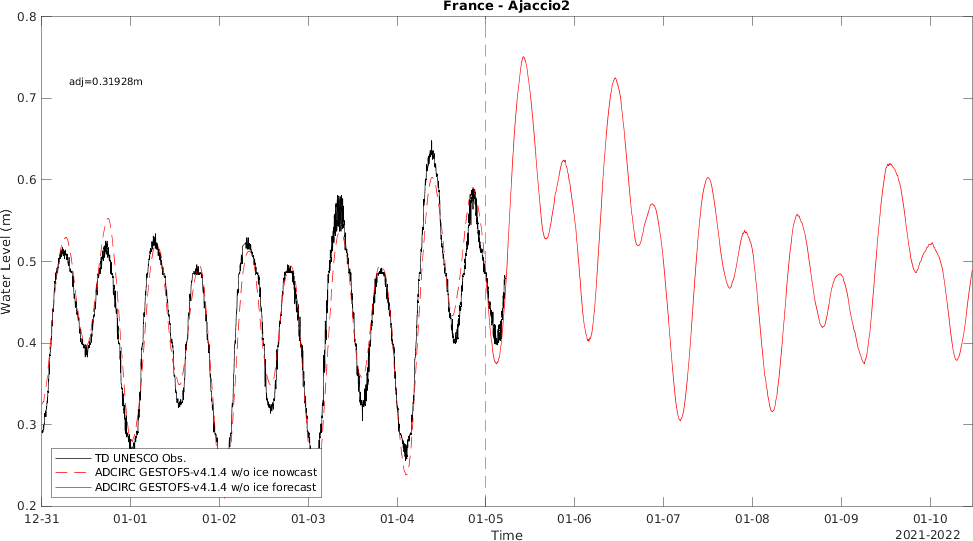 France - Ajaccio2
0.8
0.7
0.6
0.5
0.4
0.3
0.2
Water Level (m)
adj=0.31928m
TD UNESCO Obs.
ADCIRC GESTOFS-v4.1.4 w/o ice nowcast
ADCIRC GESTOFS-v4.1.4 w/o ice forecast
12-31 01-01 01-02 01-03 01-04 01-05 01-06 01-07 01-08 01-09 01-10
Time
2021-2022